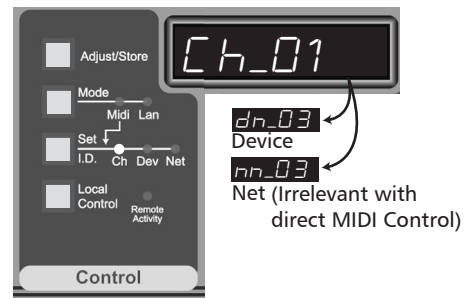 Ch_01
Adjust/Store
Mode
Midi Lan
Set
I.D. Ch Dev Net
Local
Control
Remote
Activity
Control
dn_03
Device
nn_03
Net (Irrelevant with
direct MIDI Control)